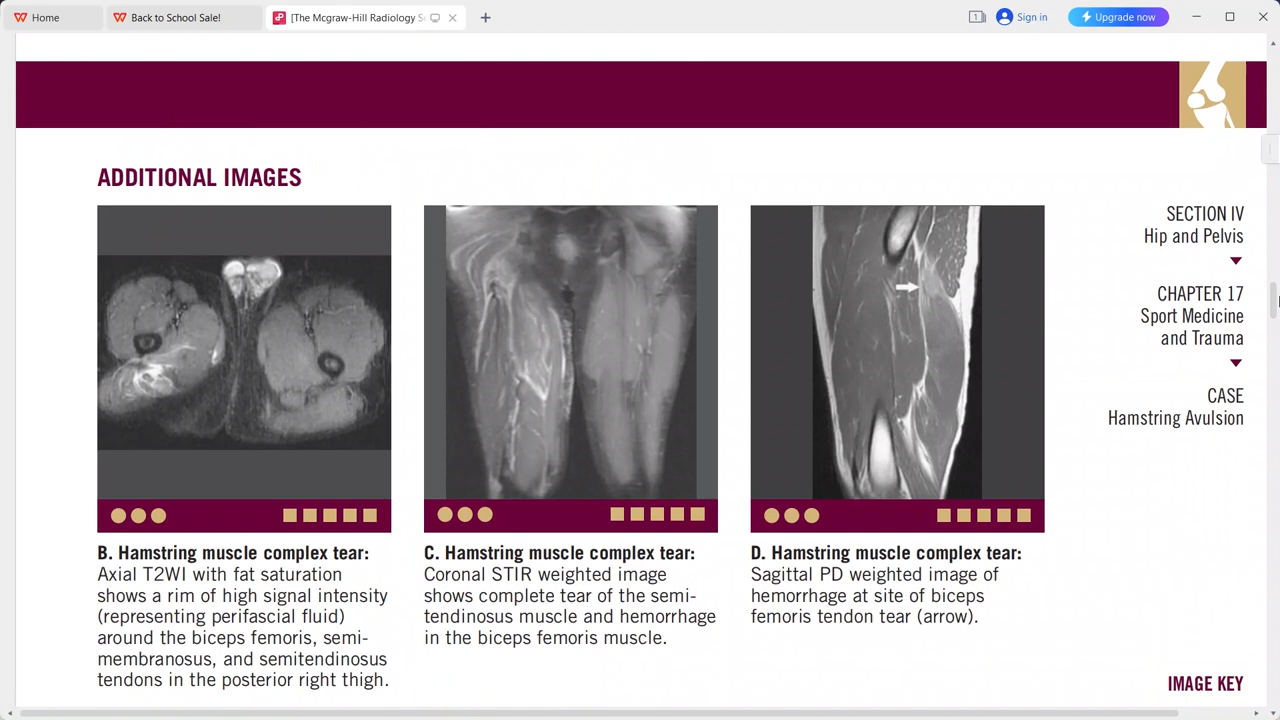 Home
Back to School Sale!
[The Mcgraw-Hill Radiology S
1
Sign in
Upgrade now
ADDITIONAL IMAGES
B. Hamstring muscle complex tear:
Axial T2WI with fat saturation
shows a rim of high signal intensity
(representing perifascial fluid)
around the biceps femoris, semi-
membranosus, and semitendinosus
tendons in the posterior right thigh.
C. Hamstring muscle complex tear:
Coronal STIR weighted image
shows complete tear of the semi-
tendinosus muscle and hemorrhage
in the biceps femoris muscle.
D. Hamstring muscle complex tear:
Sagittal PD weighted image of
hemorrhage at site of biceps
femoris tendon tear (arrow).
SECTION IV
Hip and Pelvis
CHAPTER 17
Sport Medicine
and Trauma
CASE
Hamstring Avulsion
IMAGE KEY